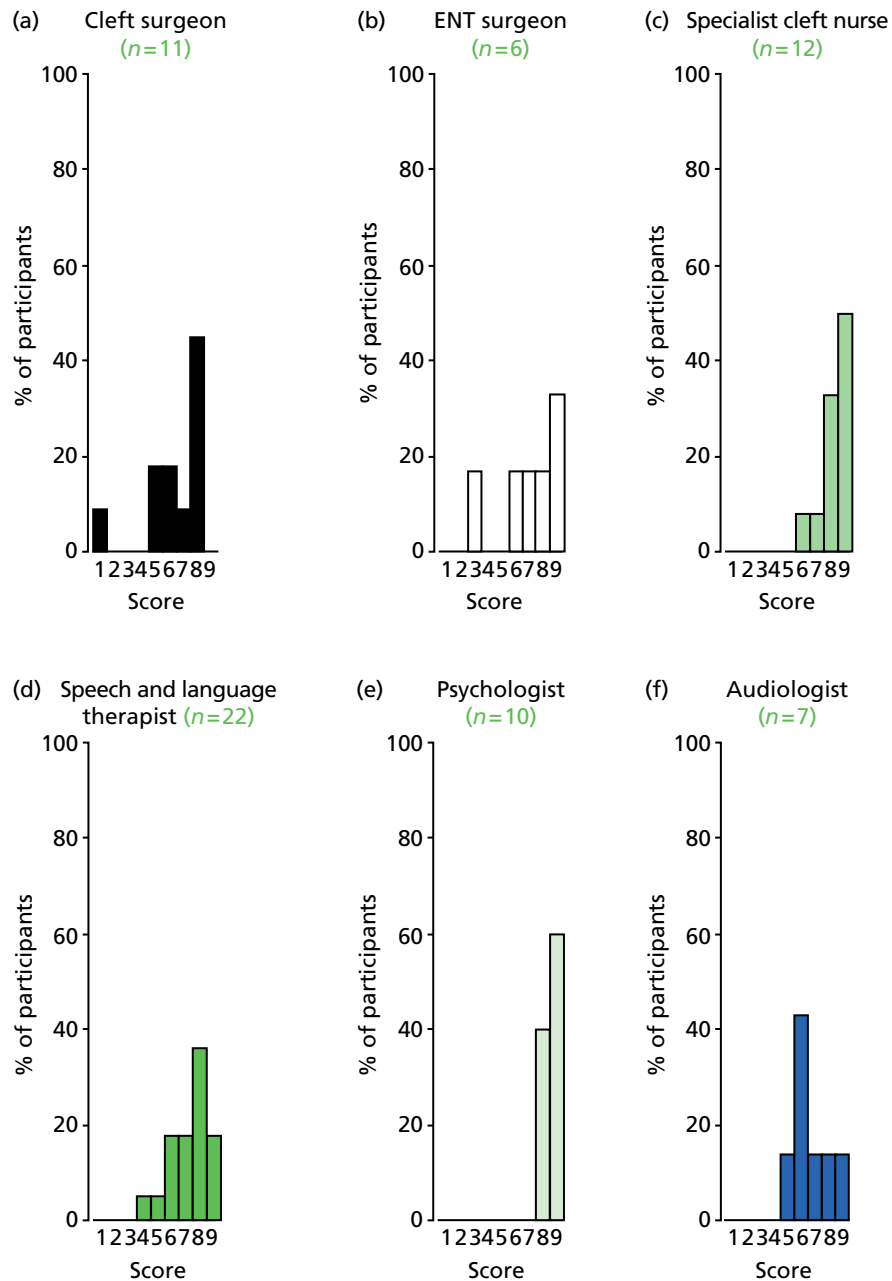 (a) Cleft surgeon
(n=11)
100
80
60
40
20
0
% of participants
123456789
Score
(b) ENT surgeon
(n=6)
100
80
60
40
20
0
% of participants
123456789
Score
(c) Specialist cleft nurse
(n=12)
100
80
60
40
20
0
% of participants
123456789
Score
(d) Speech and language
therapist (n=22)
100
80
60
40
20
0
% of participants
123456789
Score
(e) Psychologist
(n=10)
100
80
60
40
20
0
% of participants
123456789
Score
(f) Audiologist
(n=7)
100
80
60
40
20
0
% of participants
123456789
Score